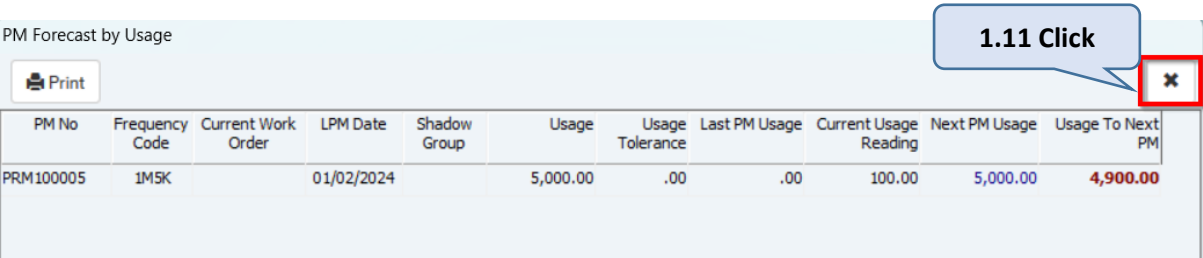 PM Forecast by Usage
1.11 Click
Print
PM No Frequency Code Current Work Order LPM Date Shadow Group Usage Usage Tolerance Last PM Usage Current Usage Reading Next PM Usage Usage To Next PM
PRM100005 1M5K 01/02/2024 5,000.00 .00 .00 100.00 5,000.00 4,900.00